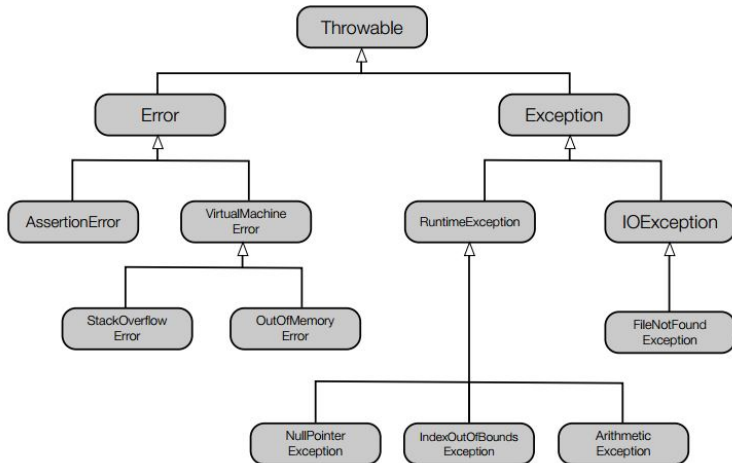 Throwable
Error
Exception
AssertionError
VirtualMachine
Error
RuntimeException
IOException
StackOverflow
Error
OutOfMemory
Error
FileNotFound
Exception
NullPointer
Exception
IndexOutOfBounds
Exception
Arithmetic
Exception